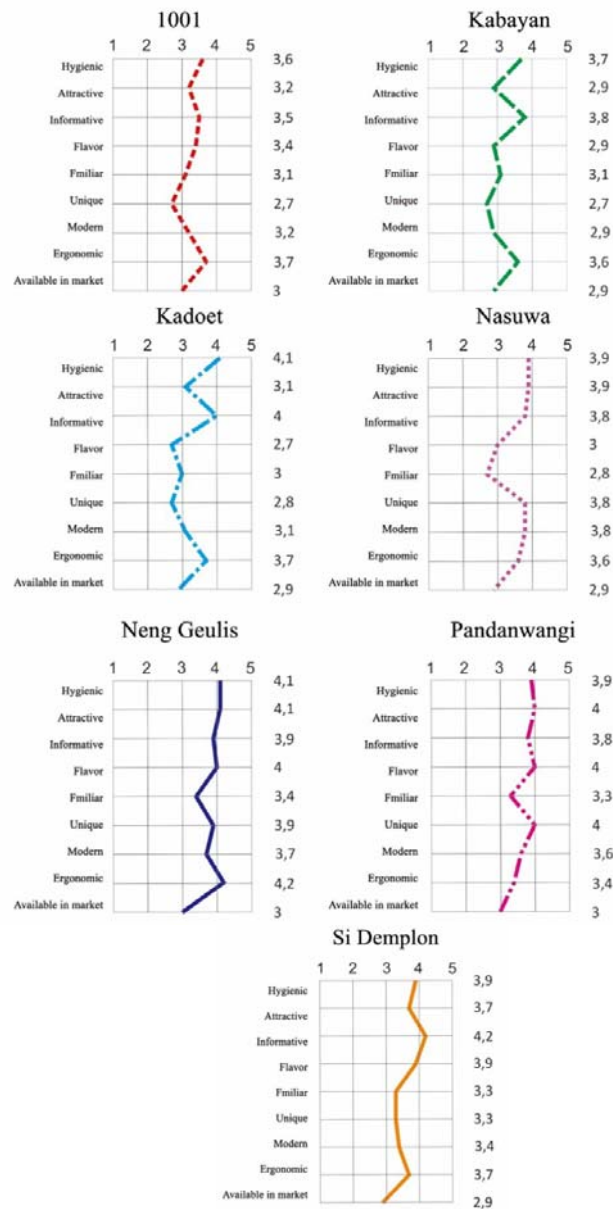 1001
1 2 3 4 5
Hygienic 3,6
Attractive 3,2
Informative 3,5
Flavor 3,4
Fmiliar 3,1
Unique 2,7
Modern 3,2
Ergonomic 3,7
Available in market 3
Kabayan
1 2 3 4 5
Hygienic 3,7
Attractive 2,9
Informative 3,8
Flavor 2,9
Fmiliar 3,1
Unique 2,7
Modern 2,9
Ergonomic 3,6
Available in market 2,9
Kadoet
1 2 3 4 5
Hygienic 4,1
Attractive 3,1
Informative 4
Flavor 2,7
Fmiliar 3
Unique 2,8
Modern 3,1
Ergonomic 3,7
Available in market 2,9
Nasuwa
1 2 3 4 5
Hygienic 3,9
Attractive 3,9
Informative 3,8
Flavor 3
Fmiliar 2,8
Unique 3,8
Modern 3,8
Ergonomic 3,6
Available in market 2,9
Neng Geulis
1 2 3 4 5
Hygienic 4,1
Attractive 4,1
Informative 3,9
Flavor 4
Fmiliar 3,4
Unique 3,9
Modern 3,7
Ergonomic 4,2
Available in market 3
Pandanwangi
1 2 3 4 5
Hygienic 3,9
Attractive 4
Informative 3,8
Flavor 4
Fmiliar 3,3
Unique 4
Modern 3,6
Ergonomic 3,4
Available in market 3
Si Demplon
1 2 3 4 5
Hygienic 3,9
Attractive 3,7
Informative 4,2
Flavor 3,9
Fmiliar 3,3
Unique 3,3
Modern 3,4
Ergonomic 3,7
Available in market 2,9